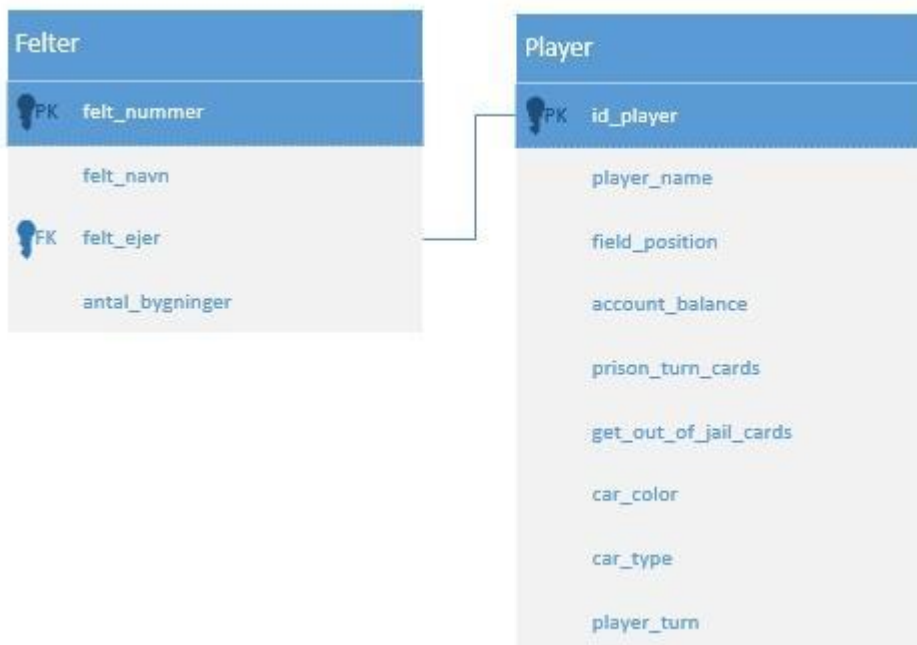 Felter
PK felt_nummer
felt_navn
FK felt_ejer
antal_bygninger
Player
PK id_player
player_name
field_position
account_balance
prison_turn_cards
get_out_of_jail_cards
car_color
car_type
player_turn